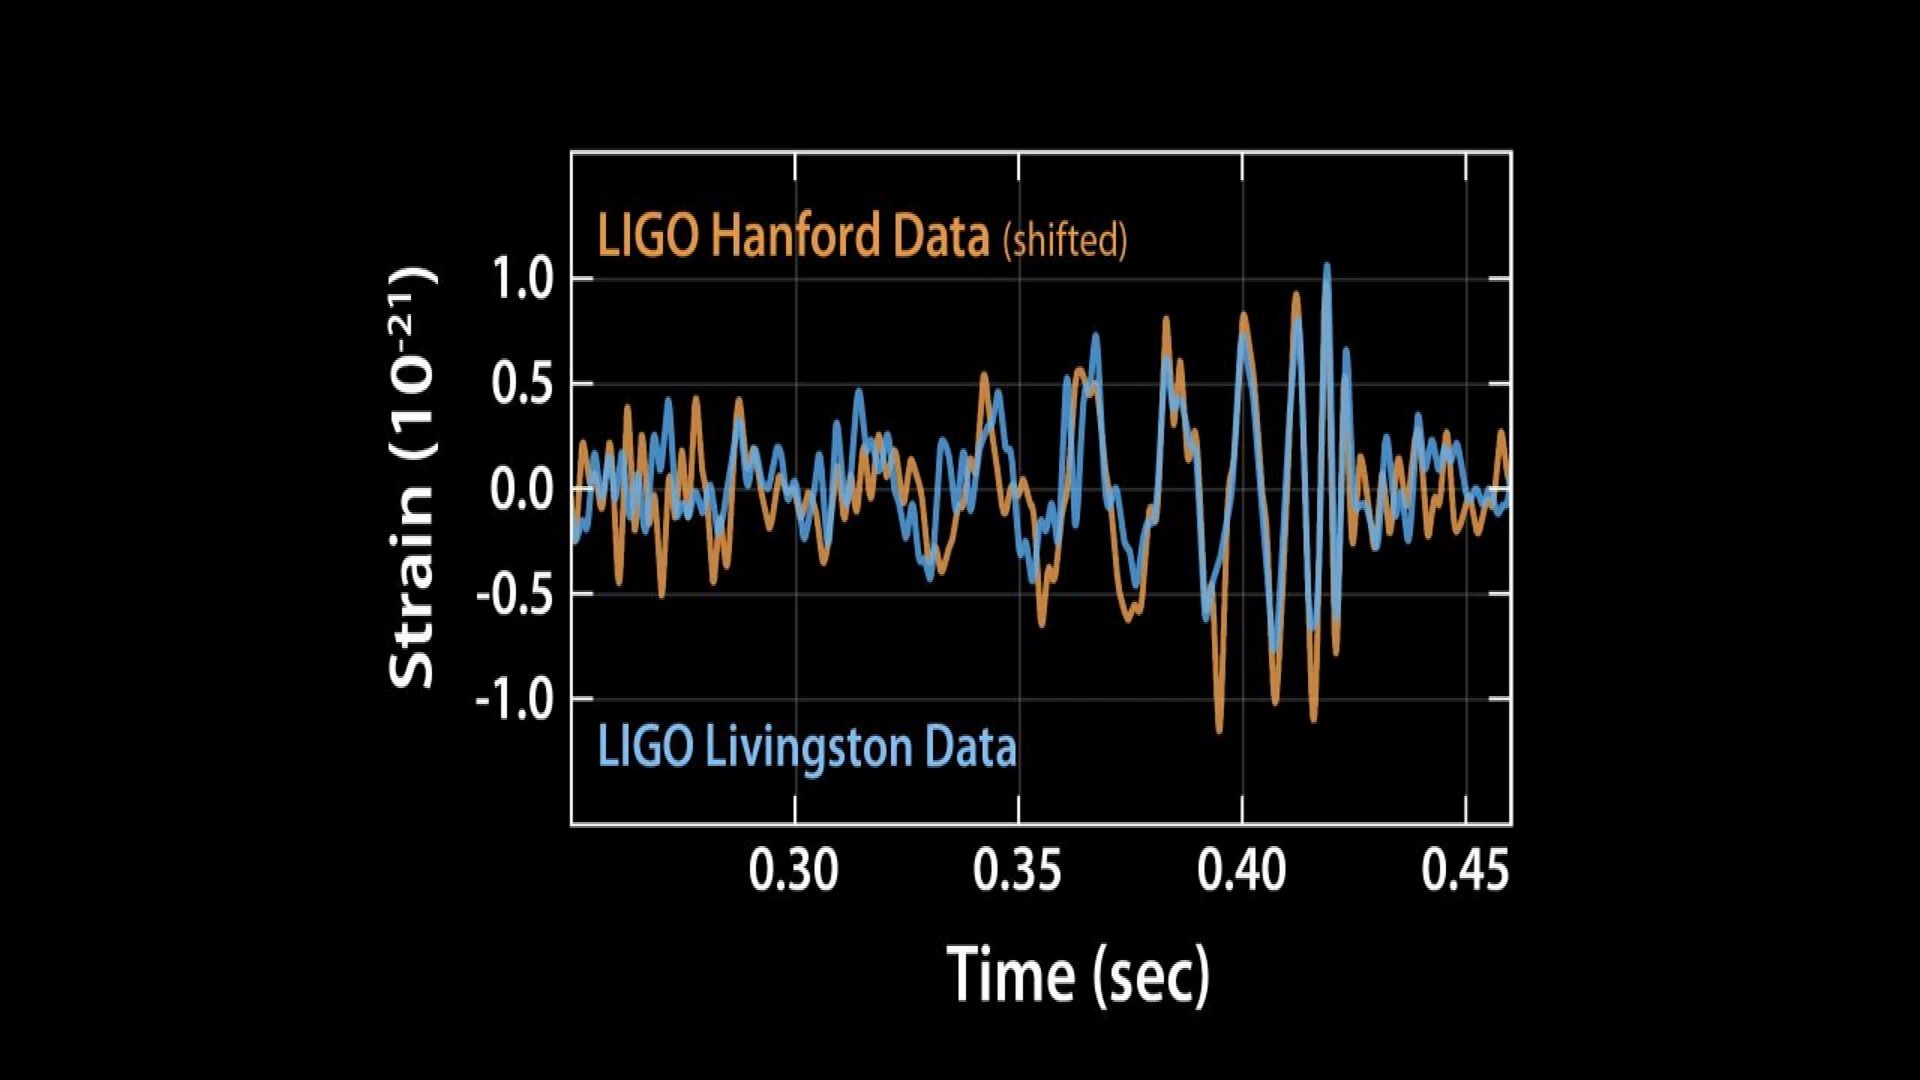 LIGO Hanford Data (shifted)
Strain (10⁻²¹)
1.0
0.5
0.0
-0.5
-1.0
LIGO Livingston Data
0.30 0.35 0.40 0.45
Time (sec)